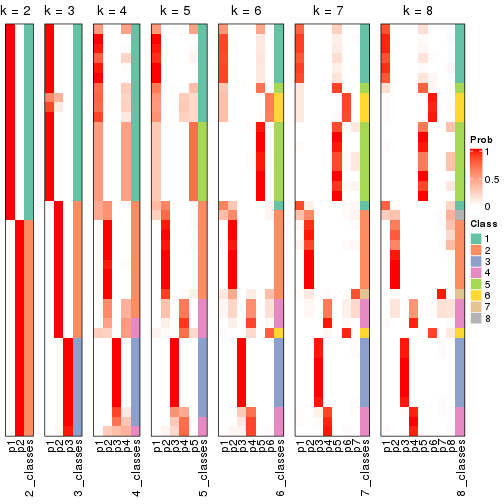 k = 2
k = 3
k = 4
k = 5
k = 6
k = 7
k = 8
Prob
1
0.5
0
Class
1
2
3
4
5
6
7
8
p1
p2
2_classes
p1
p2
p3
3_classes
p1
p2
p3
p4
4_classes
p1
p2
p3
p4
p5
5_classes
p1
p2
p3
p4
p5
p6
6_classes
p1
p2
p3
p4
p5
p6
p7
7_classes
p1
p2
p3
p4
p5
p6
p7
p8
8_classes